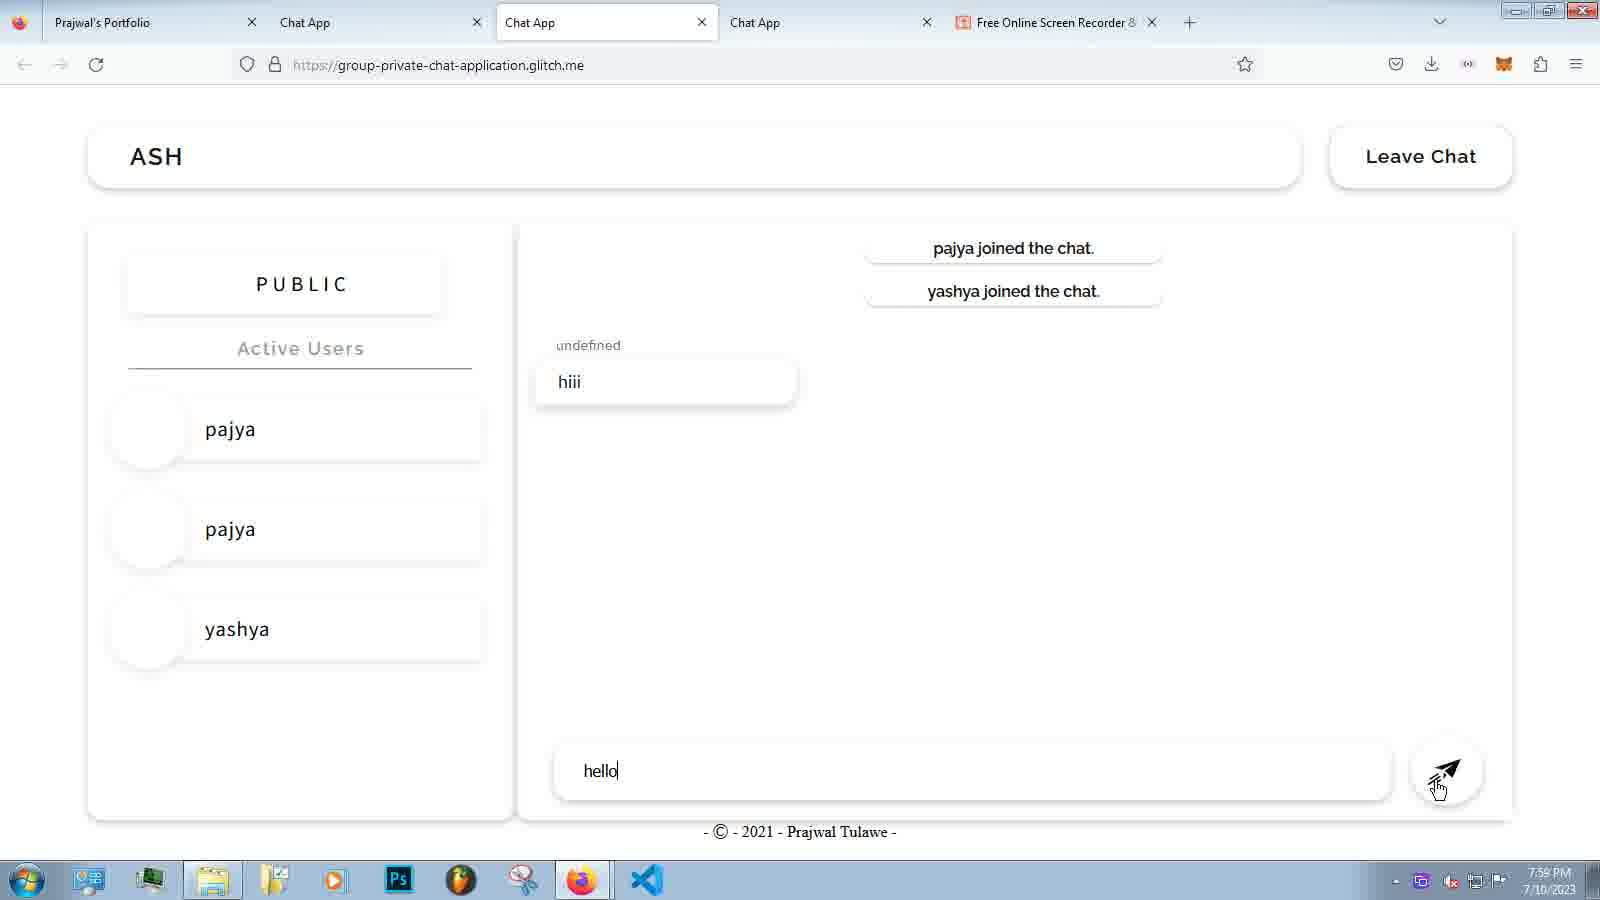 Prajwal's Portfolio
Chat App
Chat App
Chat App
Free Online Screen Recorder &
https://group-private-chat-application.glitch.me
ASH
Leave Chat
PUBLIC
Active Users
pajya
pajya
yashya
pajya joined the chat.
yashya joined the chat.
undefined
hiii
hello
- © - 2021 - Prajwal Tulawe -
Ps
7:59 PM
7/10/2023